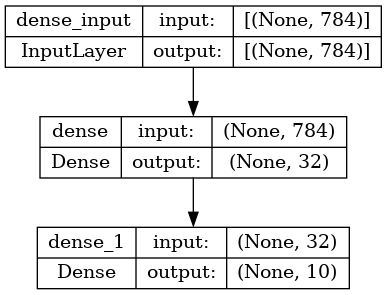 dense_input input: [(None, 784)]
InputLayer output: [(None, 784)]
dense input: (None, 784)
Dense output: (None, 32)
dense_1 input: (None, 32)
Dense output: (None, 10)